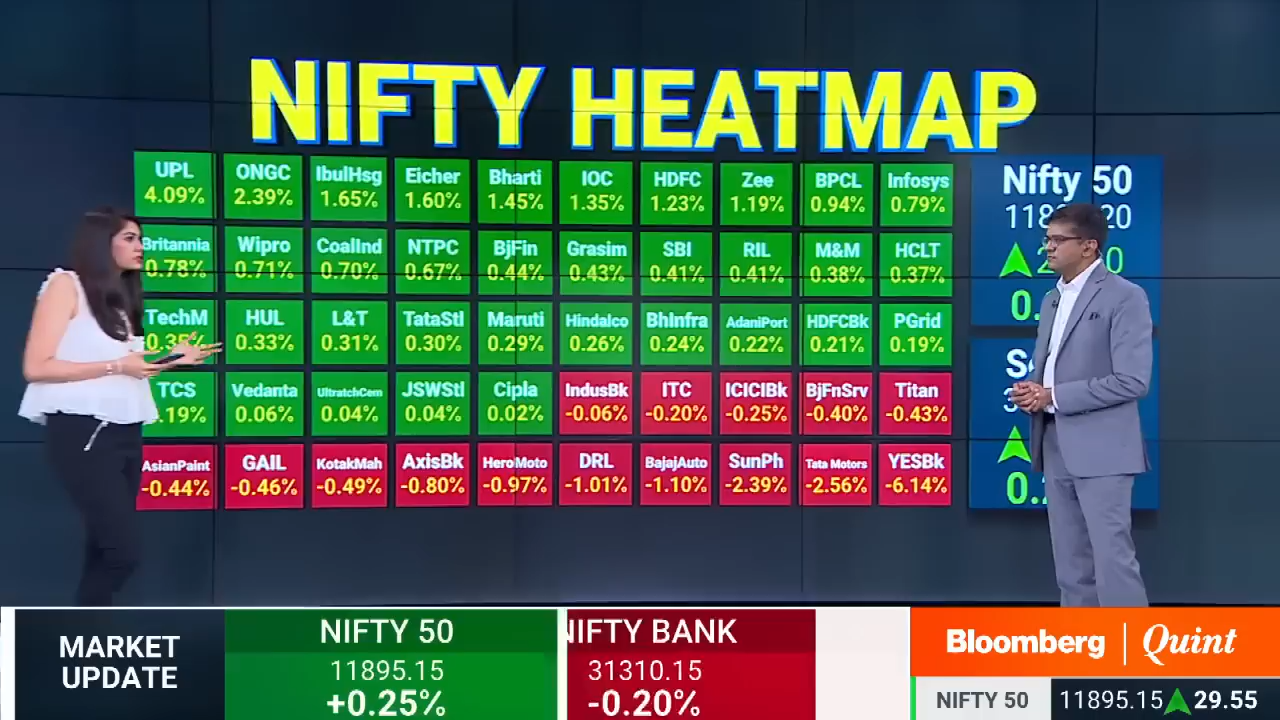 NIFTY HEATMAP
UPL ONGC IbulHsg Eicher Bharti IOC HDFC Zee BPCL Infosys
4.09% 2.39% 1.65% 1.60% 1.45% 1.35% 1.23% 1.19% 0.94% 0.79%
Britannia Wipro CoalInd NTPC BjFin Grasim SBI RIL M&M HCLT
0.78% 0.71% 0.70% 0.67% 0.44% 0.43% 0.41% 0.41% 0.38% 0.37%
TechM HUL L&T TataStl Maruti Hindalco BhInfra AdaniPort HDFCBk PGrid
0.35% 0.33% 0.31% 0.30% 0.29% 0.26% 0.24% 0.22% 0.21% 0.19%
TCS Vedanta UltratchCem JSWStl Cipla IndusBk ITC ICICIBk BjFnSrv Titan
.19% 0.06% 0.04% 0.04% 0.02% -0.06% -0.20% -0.25% -0.40% -0.43%
AsianPaint GAIL KotakMah AxisBk HeroMoto DRL BajajAuto SunPh Tata Motors YESBk
-0.44% -0.46% -0.49% -0.80% -0.97% -1.01% -1.10% -2.39% -2.56% -6.14%
Nifty 50
MARKET
UPDATE
NIFTY 50
11895.15
+0.25%
NIFTY BANK
31310.15
-0.20%
Bloomberg | Quint
NIFTY 50 11895.15 ▲ 29.55